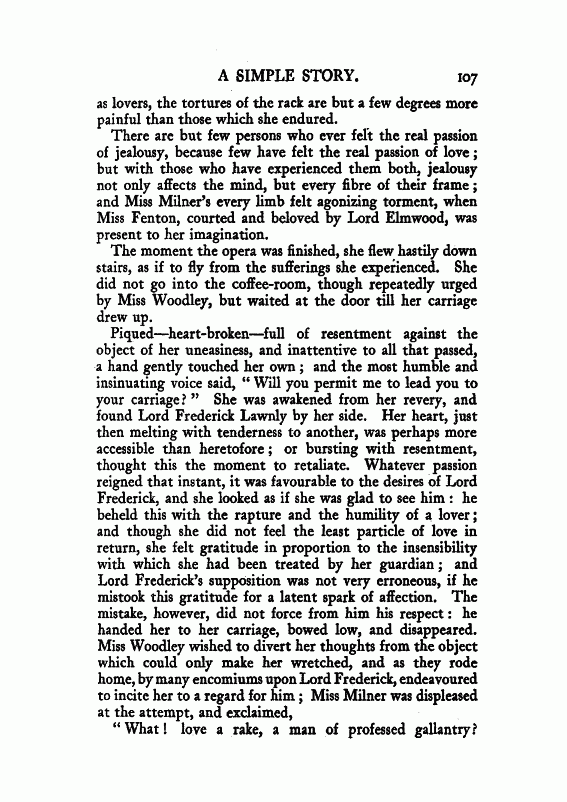 A SIMPLE STORY. 107
as lovers, the tortures of the rack are but a few degrees more
painful than those which she endured.
There are but few persons who ever felt the real passion
of jealousy, because few have felt the real passion of love ;
but with those who have experienced them both, jealousy
not only affects the mind, but every fibre of their frame ;
and Miss Milner's every limb felt agonizing torment, when
Miss Fenton, courted and beloved by Lord Elmwood, was
present to her imagination.
The moment the opera was finished, she flew hastily down
stairs, as if to fly from the sufferings she experienced. She
did not go into the coffee-room, though repeatedly urged
by Miss Woodley, but waited at the door till her carriage
drew up.
Piqued—heart-broken—full of resentment against the
object of her uneasiness, and inattentive to all that passed,
a hand gently touched her own ; and the most humble and
insinuating voice said, " Will you permit me to lead you to
your carriage? " She was awakened from her revery, and
found Lord Frederick Lawnly by her side. Her heart, just
then melting with tenderness to another, was perhaps more
accessible than heretofore ; or bursting with resentment,
thought this the moment to retaliate. Whatever passion
reigned that instant, it was favourable to the desires of Lord
Frederick, and she looked as if she was glad to see him : he
beheld this with the rapture and the humility of a lover ;
and though she did not feel the least particle of love in
return, she felt gratitude in proportion to the insensibility
with which she had been treated by her guardian ; and
Lord Frederick's supposition was not very erroneous, if he
mistook this gratitude for a latent spark of affection. The
mistake, however, did not force from him his respect : he
handed her to her carriage, bowed low, and disappeared.
Miss Woodley wished to divert her thoughts from the object
which could only make her wretched, and as they rode
home, by many encomiums upon Lord Frederick, endeavoured
to incite her to a regard for him ; Miss Milner was displeased
at the attempt, and exclaimed,
" What ! love a rake, a man of professed gallantry?